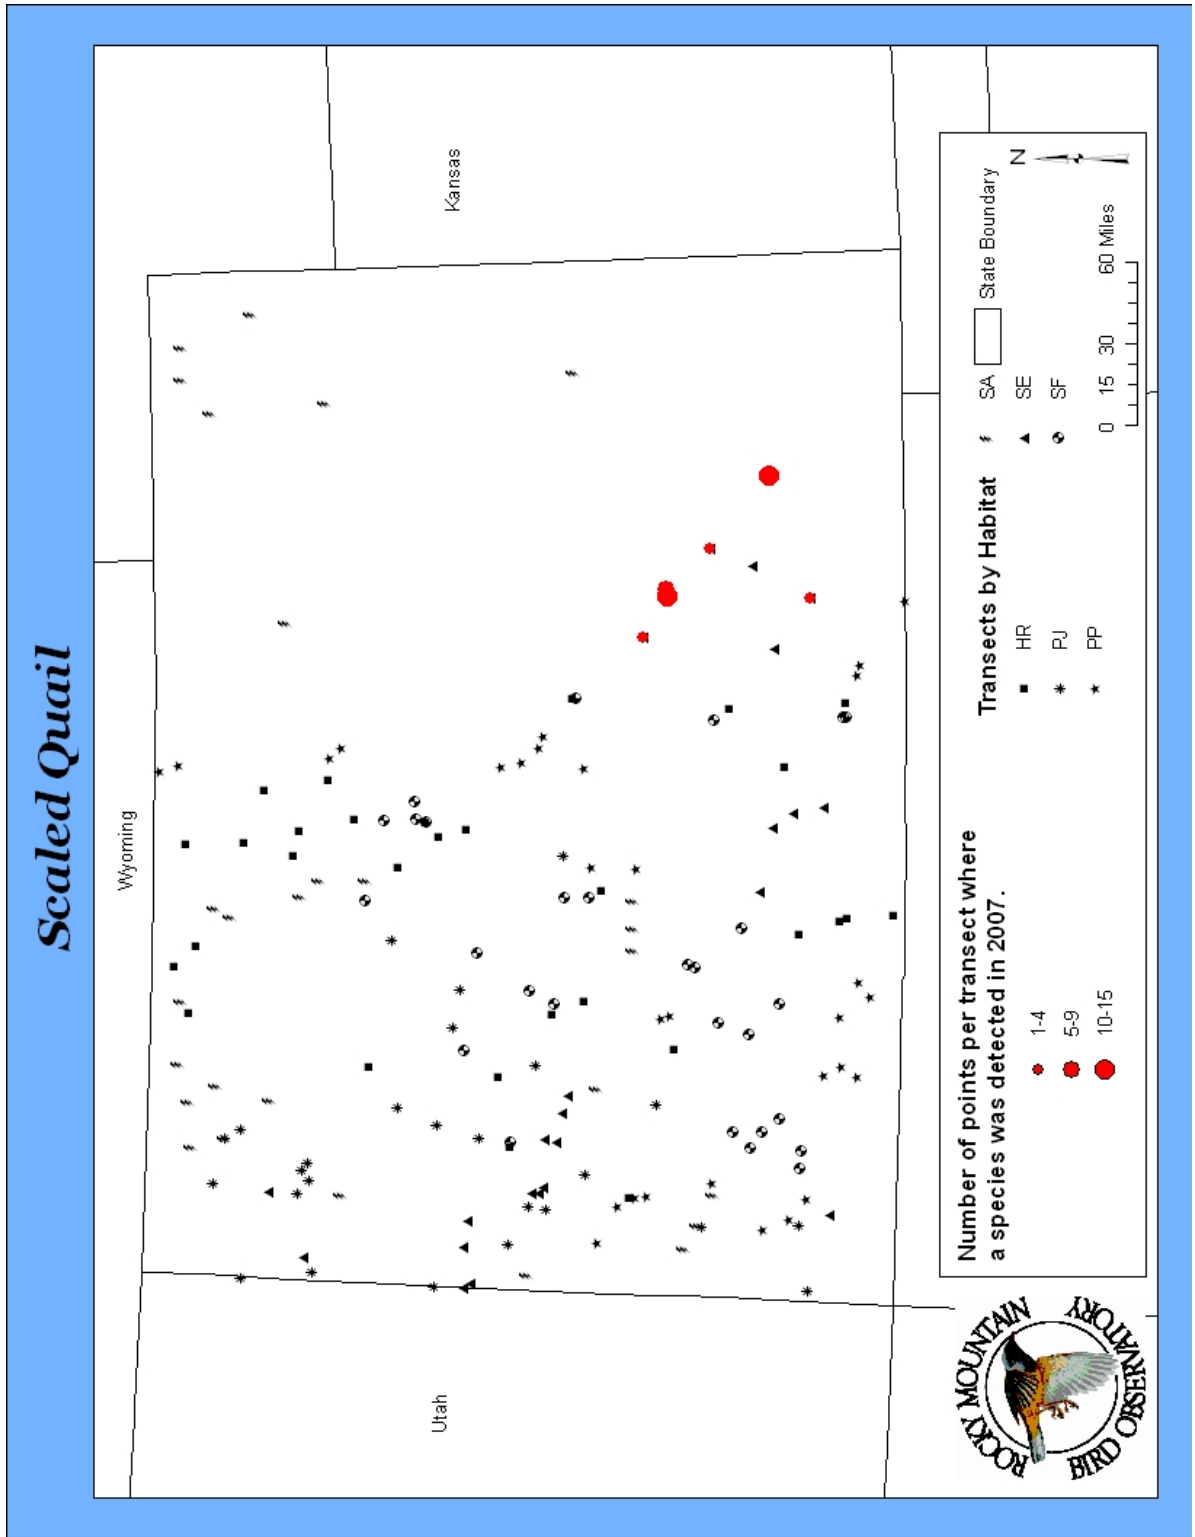 Scaled Quail
Wyoming
Utah
Kansas
ROCKY MOUNTAIN
BIRD OBSERVATORY
Number of points per transect where
a species was detected in 2007.
1-4
5-9
10-15
Transects by Habitat
HR
PJ
PP
SA
SE
SF
State Boundary
N
0 15 30 60 Miles